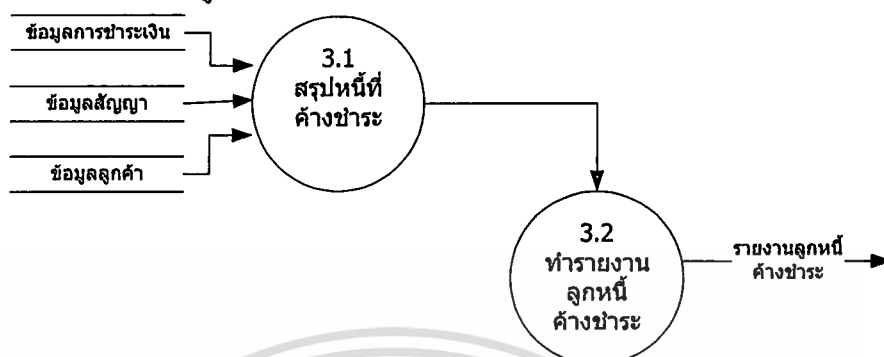 ข้อมูลการชำระเงิน
3.1
สรุปหนี้ที่
ค้างชำระ
ข้อมูลสัญญา
ข้อมูลลูกค้า
3.2
ทำรายงาน
ลูกหนี้
ค้างชำระ
รายงานลูกหนี้
ค้างชำระ